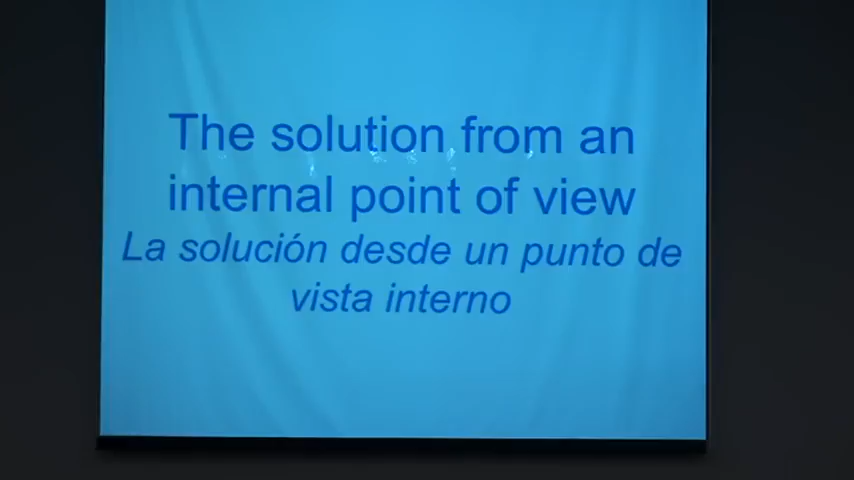 The solution from an
internal point of view
La solución desde un punto de
vista interno